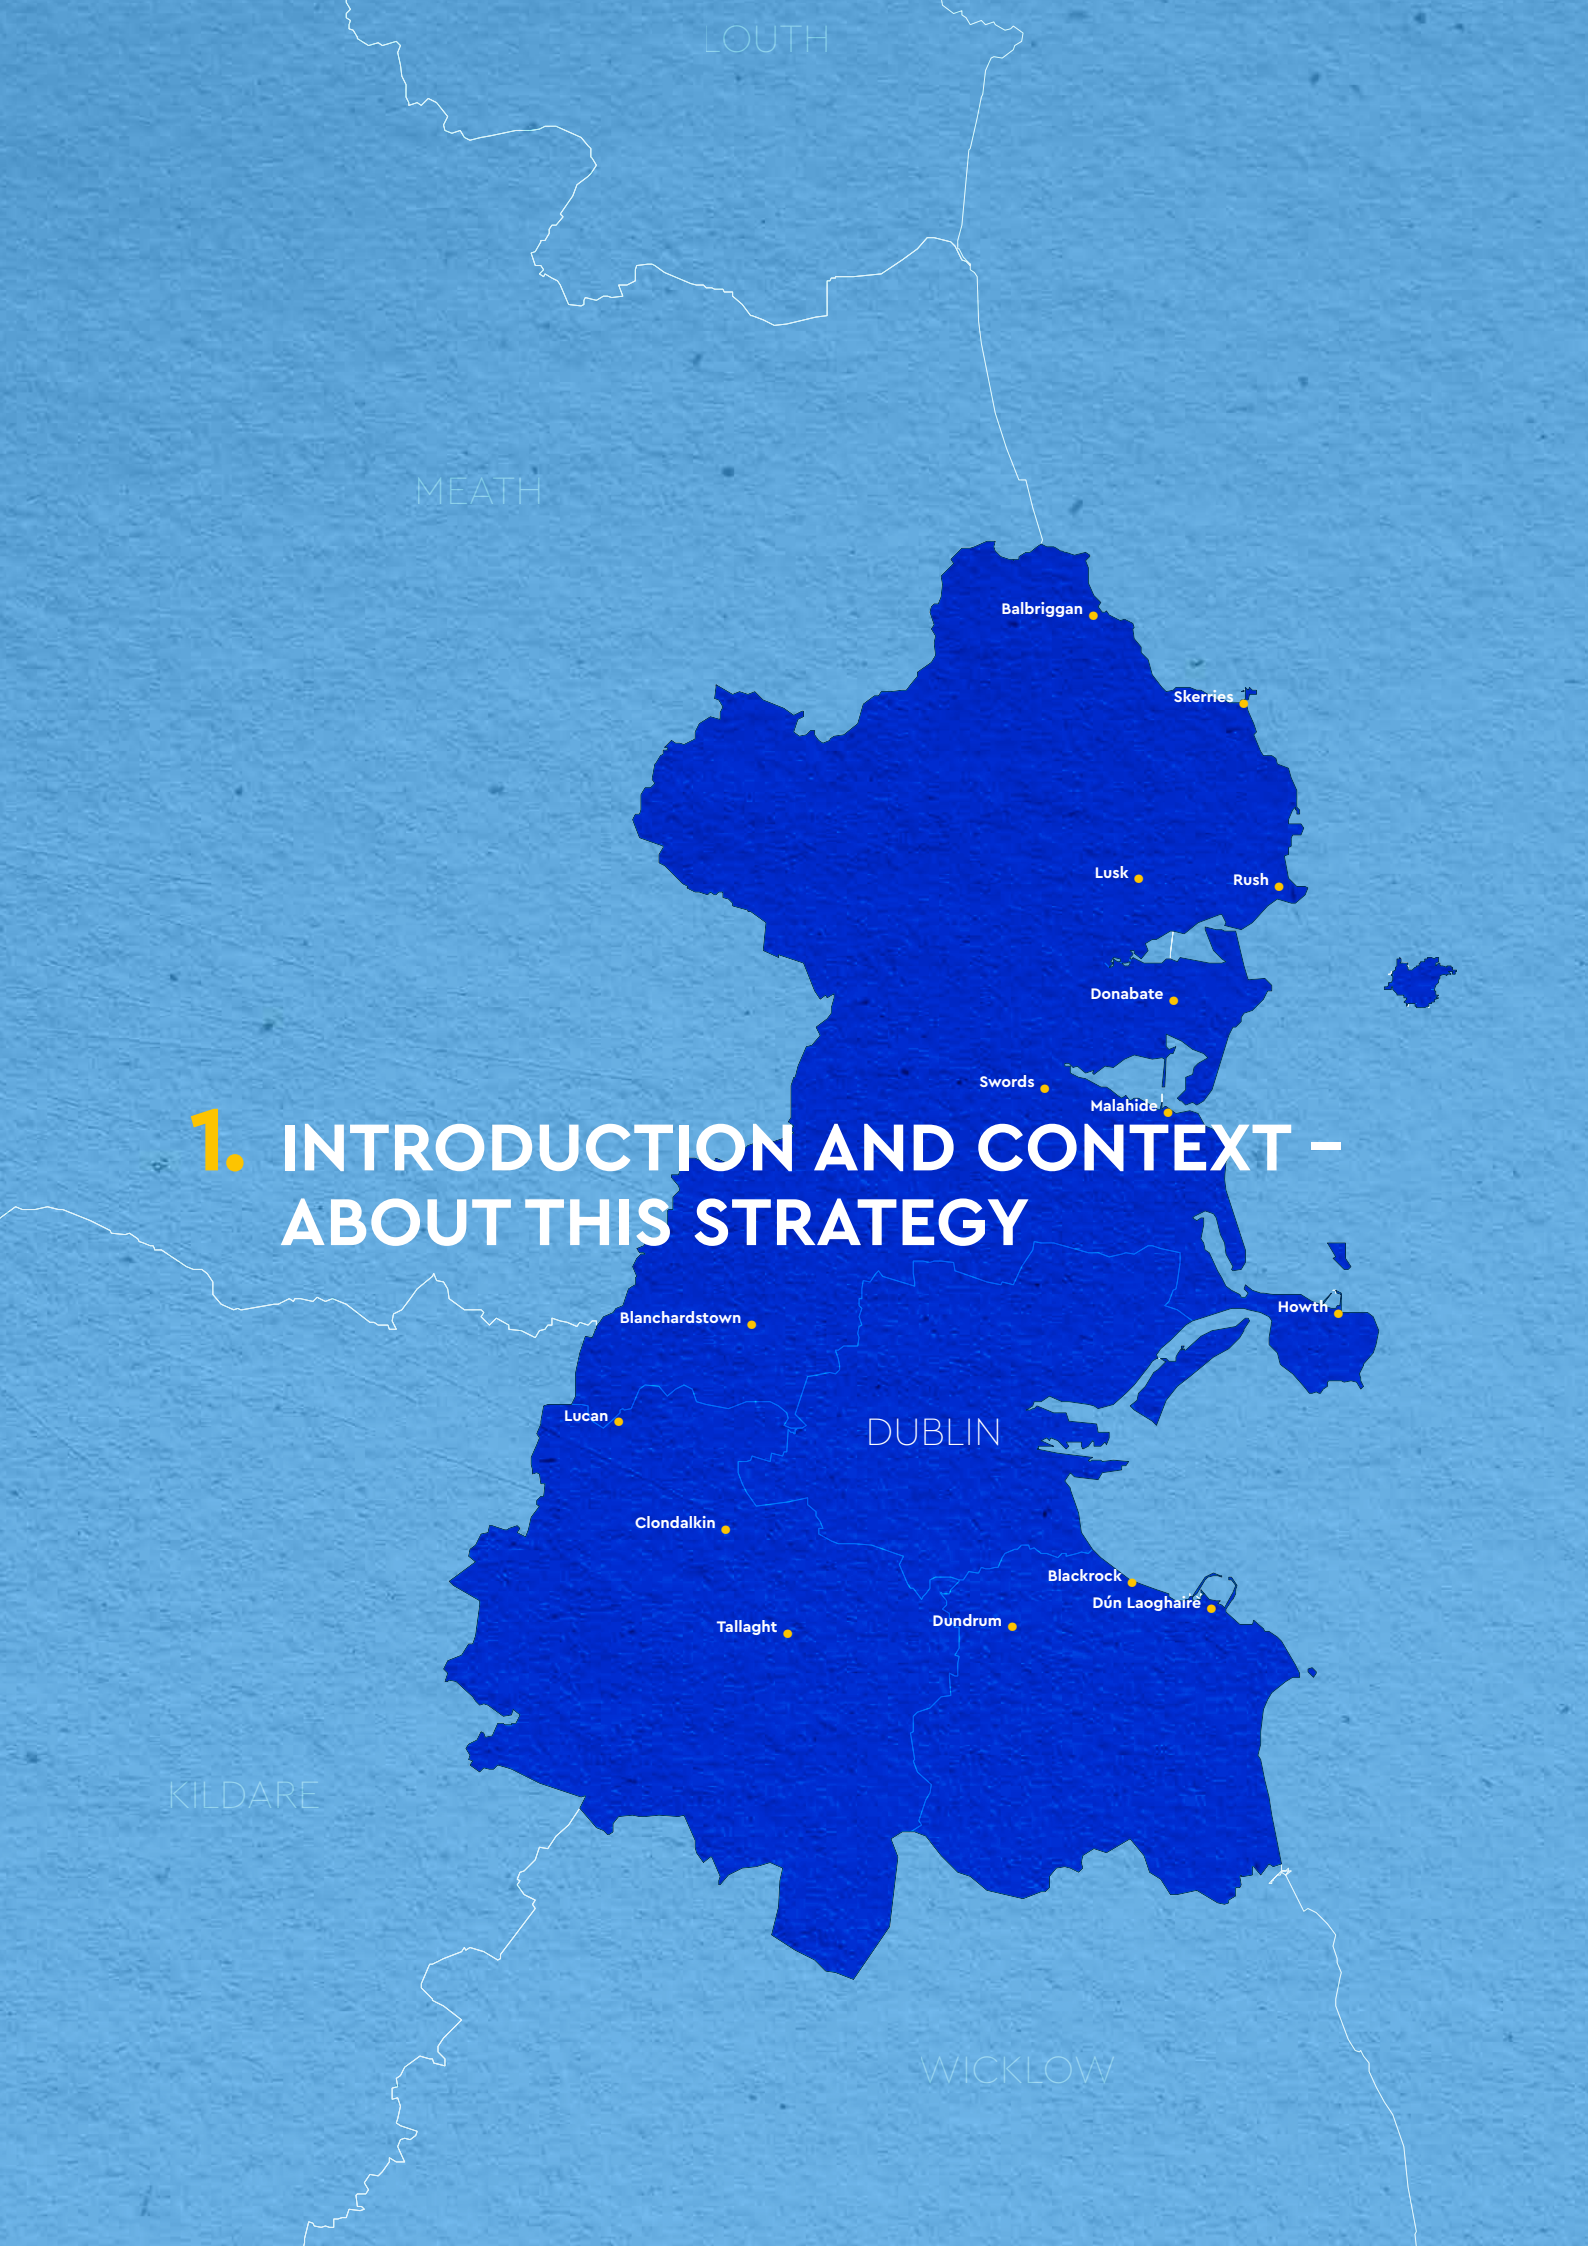 LOUTH
MEATH
Balbriggan
Skerries
Lusk
Rush
Donabate
Swords
Malahide
1. INTRODUCTION AND CONTEXT –
ABOUT THIS STRATEGY
Howth
Blanchardstown
Lucan
DUBLIN
Clondalkin
Blackrock
Dún Laoghaire
Dundrum
Tallaght
KILDARE
WICKLOW